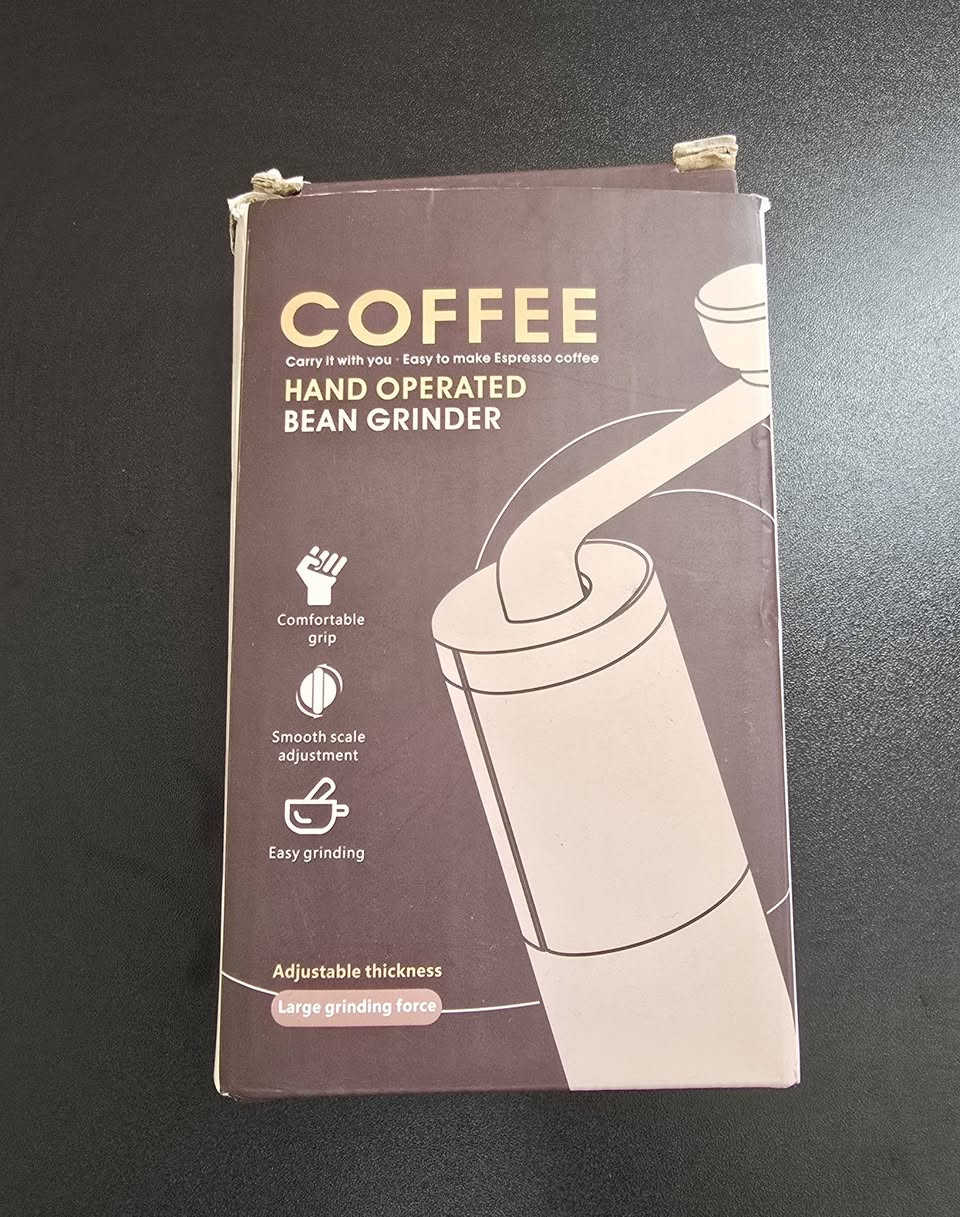 COFFEE
Carry it with you · Easy to make Espresso coffee
HAND OPERATED
BEAN GRINDER
Comfortable
grip
Smooth scale
adjustment
Easy grinding
Adjustable thickness
Large grinding force